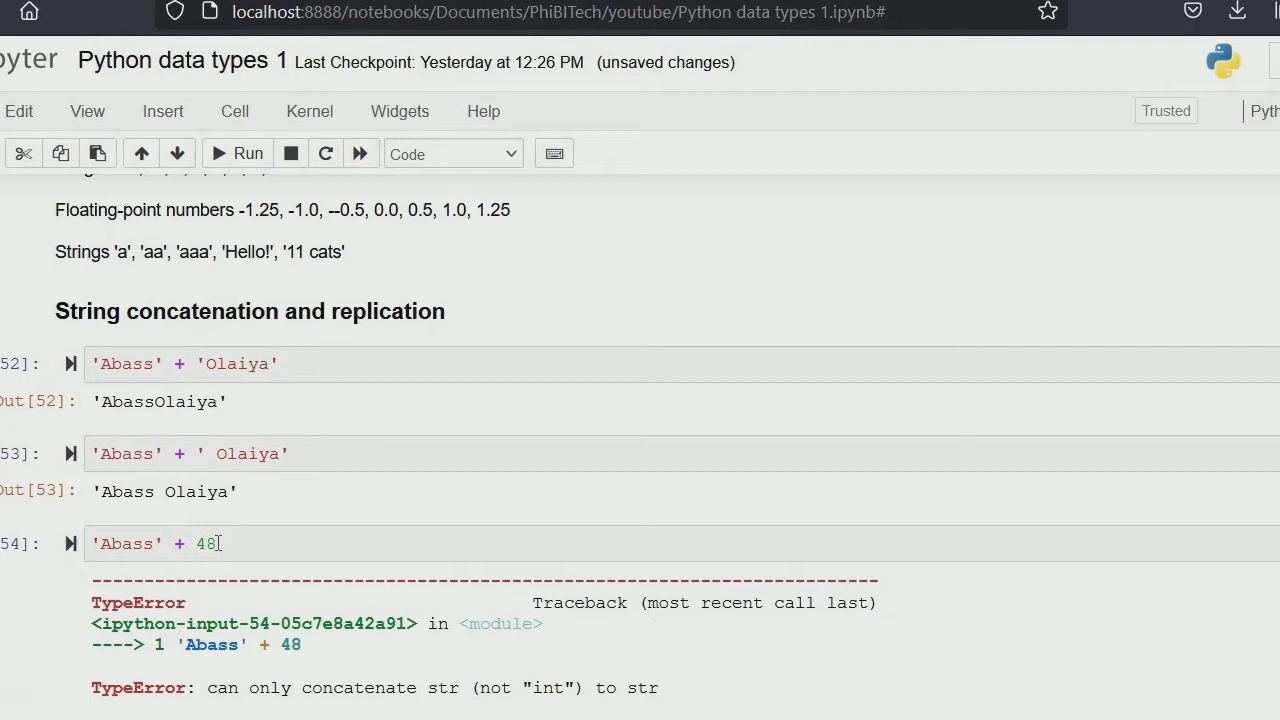 localhost:8888/notebooks/Documents/PhiBITech/youtube/Python data types 1.ipynb#
pyter Python data types 1 Last Checkpoint: Yesterday at 12:26 PM (unsaved changes)
Edit View Insert Cell Kernel Widgets Help Trusted Pyth
Run Code
Floating-point numbers -1.25, -1.0, --0.5, 0.0, 0.5, 1.0, 1.25
Strings 'a', 'aa', 'aaa', 'Hello!', '11 cats'
String concatenation and replication
52]: 'Abass' + 'Olaiya'
Out[52]: 'AbassOlaiya'
53]: 'Abass' + ' Olaiya'
Out[53]: 'Abass Olaiya'
54]: 'Abass' + 48
---------------------------------------------------------------------------
TypeError Traceback (most recent call last)
<ipython-input-54-05c7e8a42a91> in <module>
----> 1 'Abass' + 48
TypeError: can only concatenate str (not "int") to str